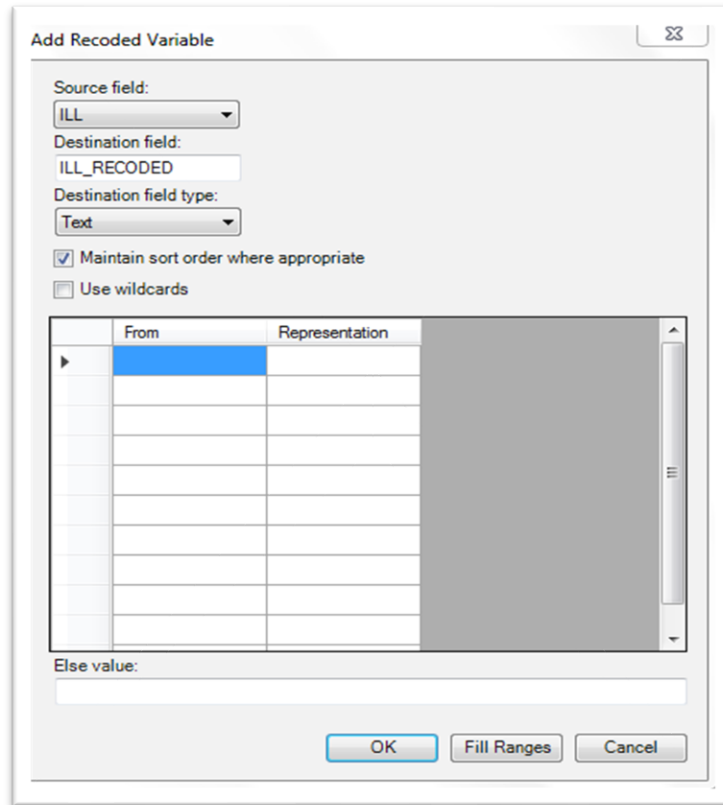 Add Recoded Variable
Source field:
ILL
Destination field:
ILL_RECODED
Destination field type:
Text
Maintain sort order where appropriate
Use wildcards
From Representation
Else value:
OK Fill Ranges Cancel